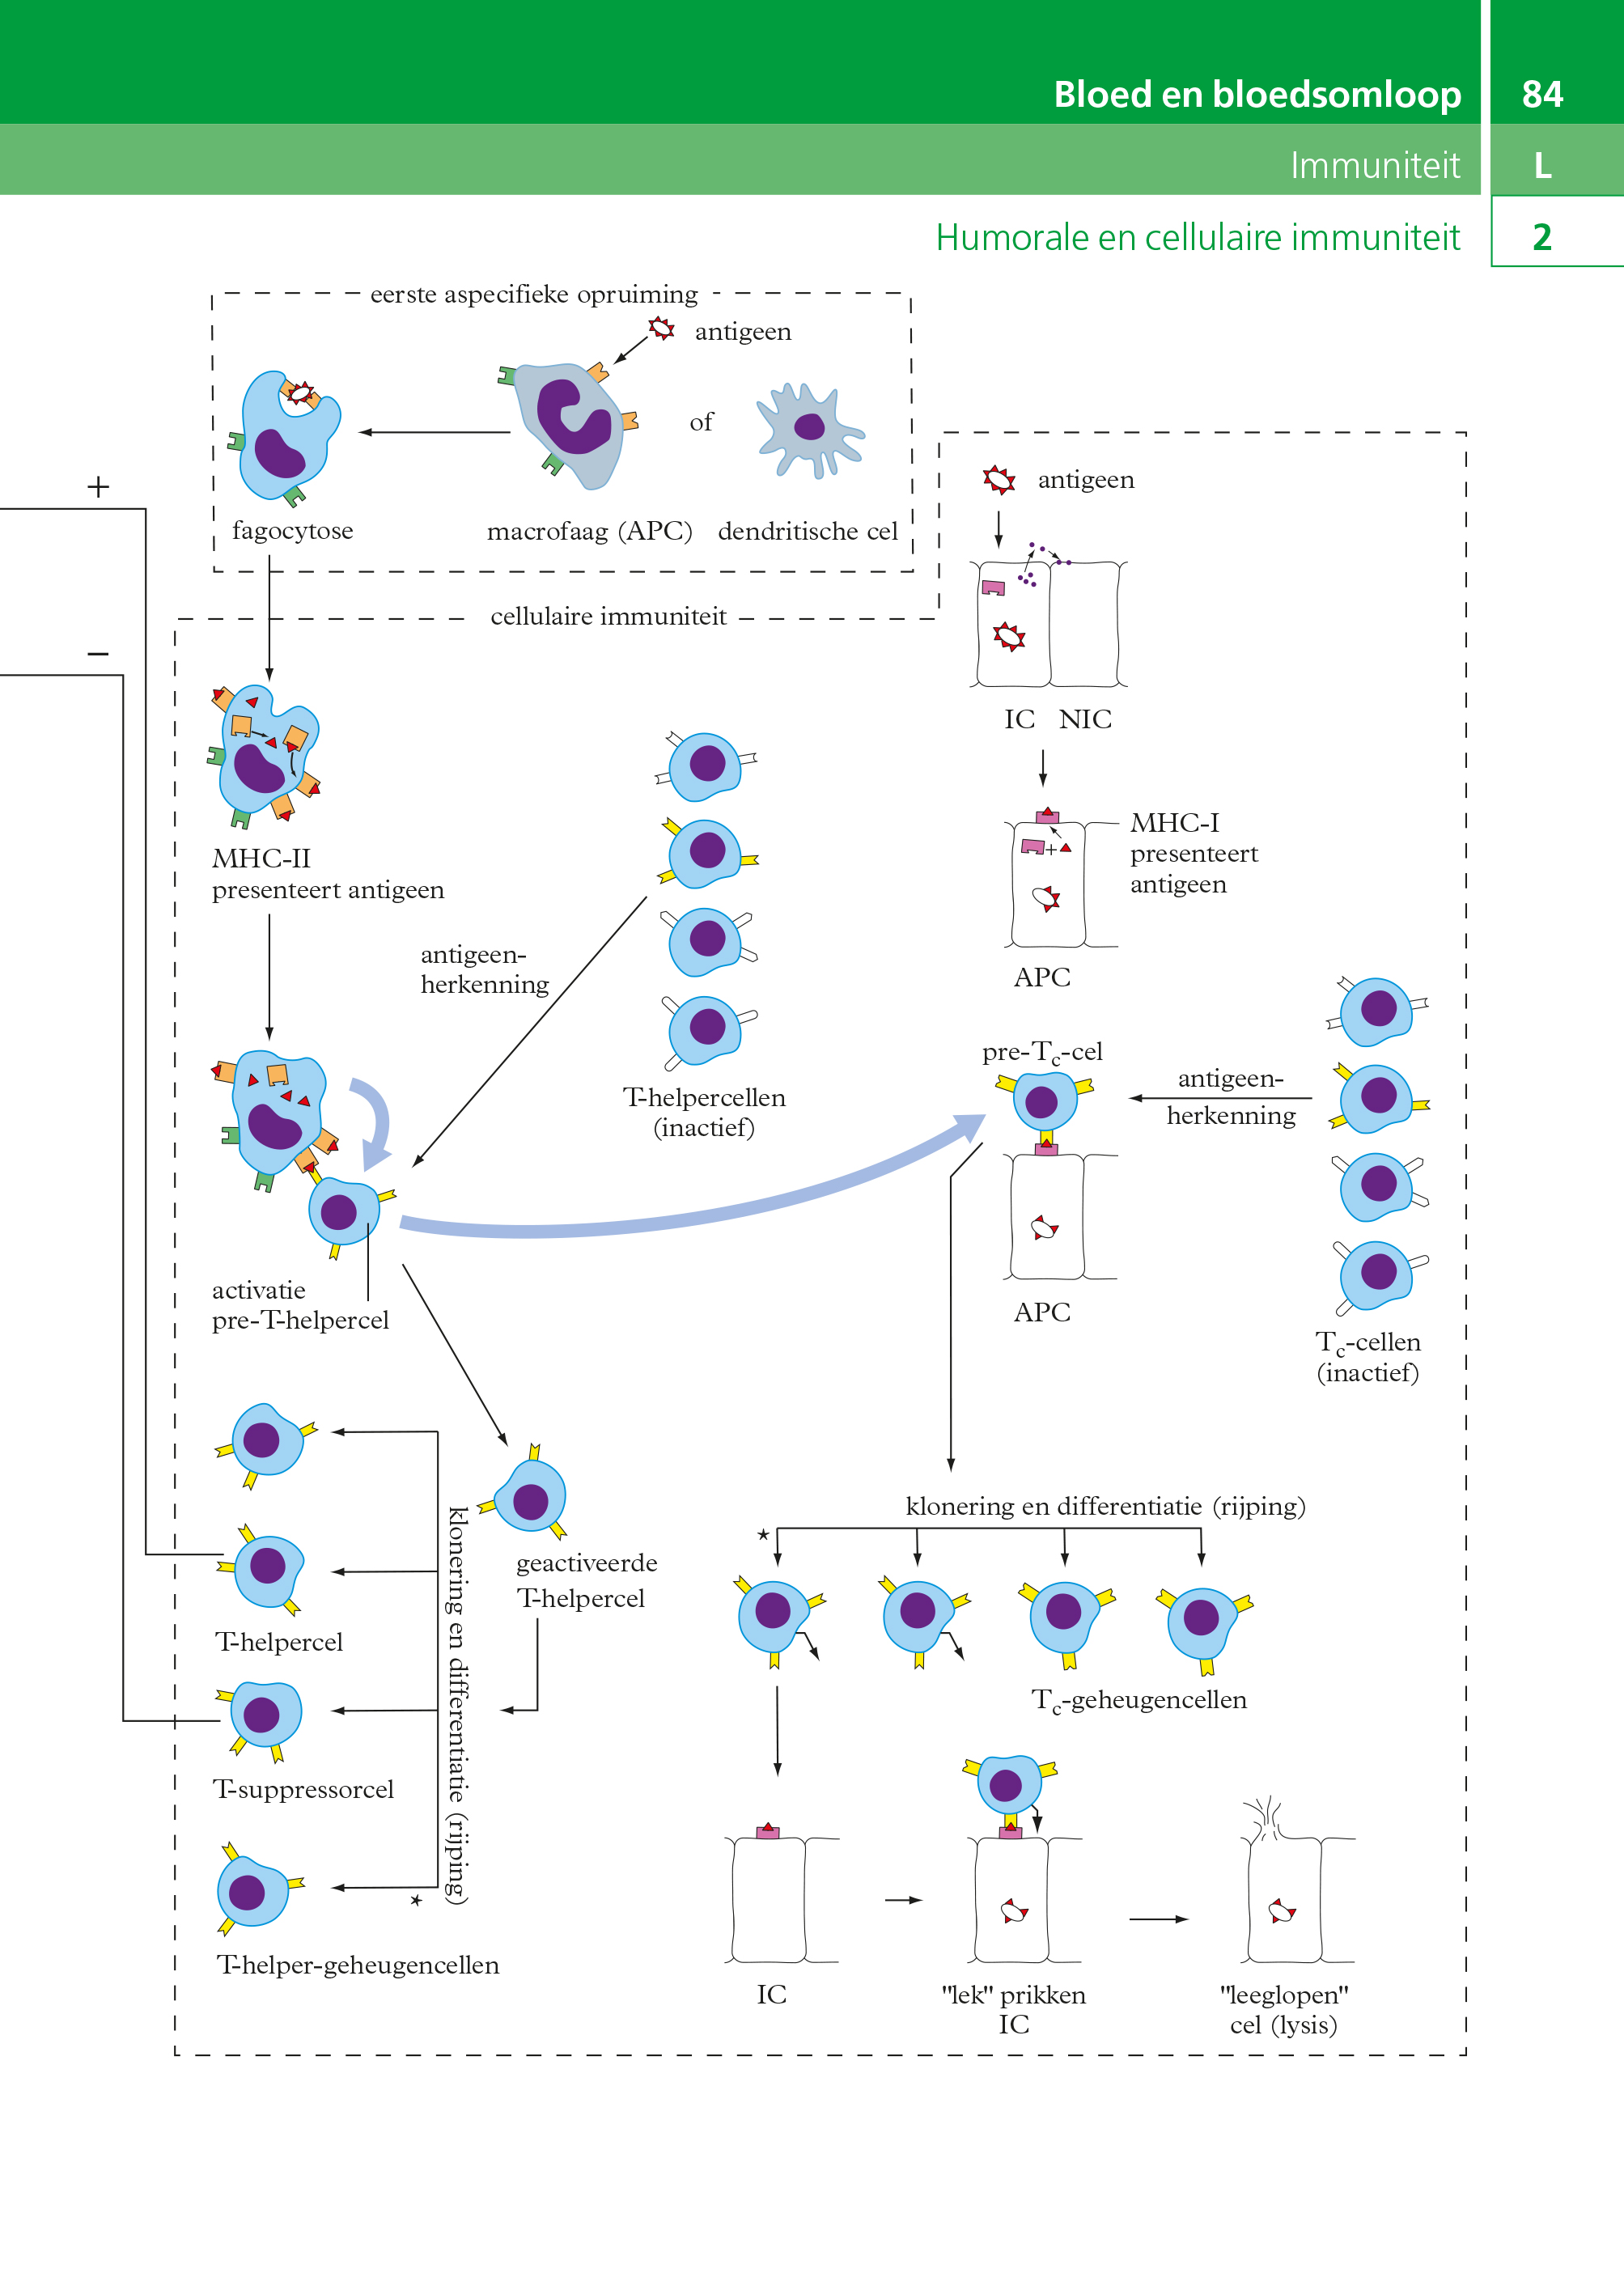 Bloed en bloedsomloop 84
Immuniteit L
Humorale en cellulaire immuniteit 2
eerste aspecifieke opruiming
antigeen
of
fagocytose
macrofaag (APC)
dendritische cel
+
−
cellulaire immuniteit
antigeen
IC NIC
MHC-II
presenteert antigeen
MHC-I
presenteert
antigeen
+
APC
antigeen-
herkenning
T-helpercellen
(inactief)
pre-Tc-cel
antigeen-
herkenning
APC
Tc-cellen
(inactief)
activatie
pre-T-helpercel
klonering en differentiatie (rijping)
geactiveerde
T-helpercel
T-helpercel
T-suppressorcel
*
T-helper-geheugencellen
klonering en differentiatie (rijping)
*
Tc-geheugencellen
IC
"lek" prikken
IC
"leeglopen"
cel (lysis)